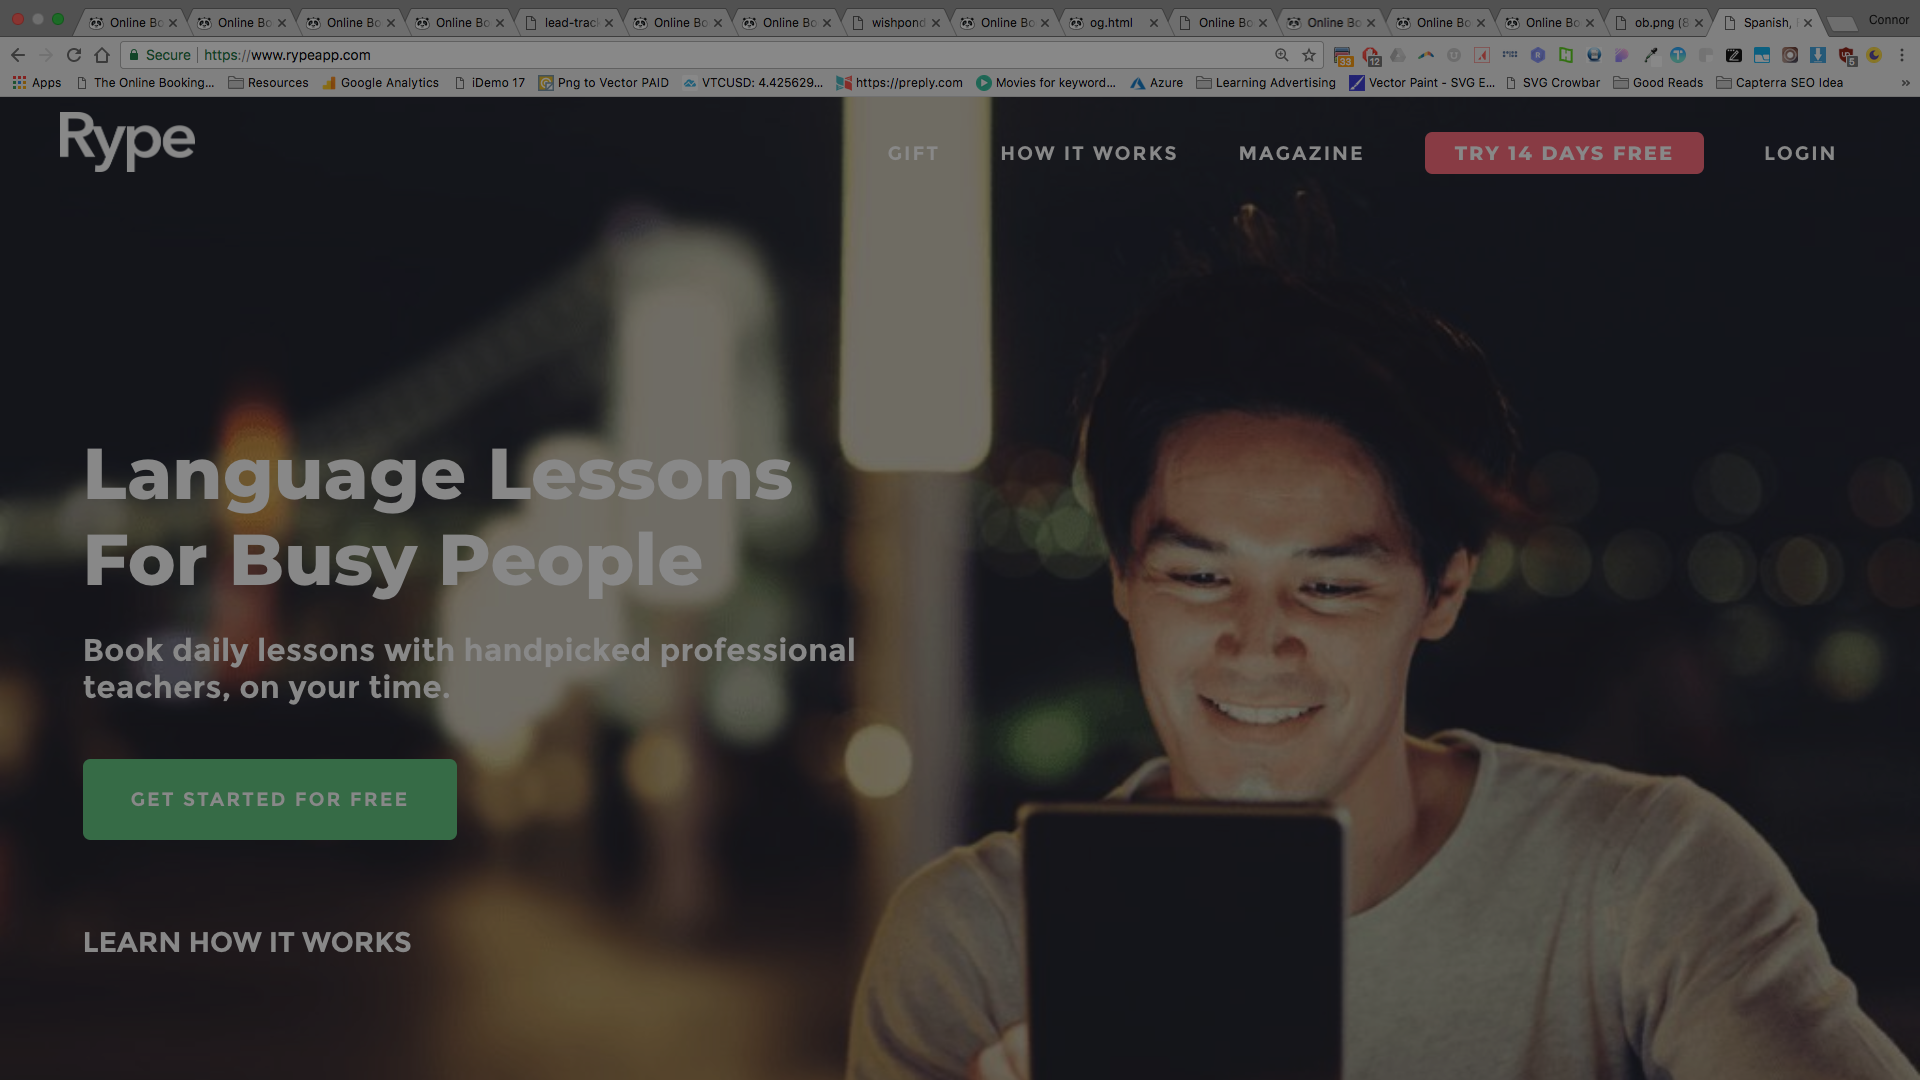 Online Bo
Online Bo
Online Bo
Online Bo
lead-trac
Online Bo
Online Bo
wishpond
Online Bo
og.html
Online Bo
Online Bo
Online Bo
Online Bo
ob.png (8
Spanish,
Connor
Secure
https://www.rypeapp.com
33
12
5
Apps
The Online Booking...
Resources
Google Analytics
iDemo 17
Png to Vector PAID
VTCUSD: 4.425629...
https://preply.com
Movies for keyword...
Azure
Learning Advertising
Vector Paint - SVG E...
SVG Crowbar
Good Reads
Capterra SEO Idea
»
Rype
GIFT
HOW IT WORKS
MAGAZINE
TRY 14 DAYS FREE
LOGIN
Language Lessons
For Busy People
Book daily lessons with handpicked professional
teachers, on your time.
GET STARTED FOR FREE
LEARN HOW IT WORKS